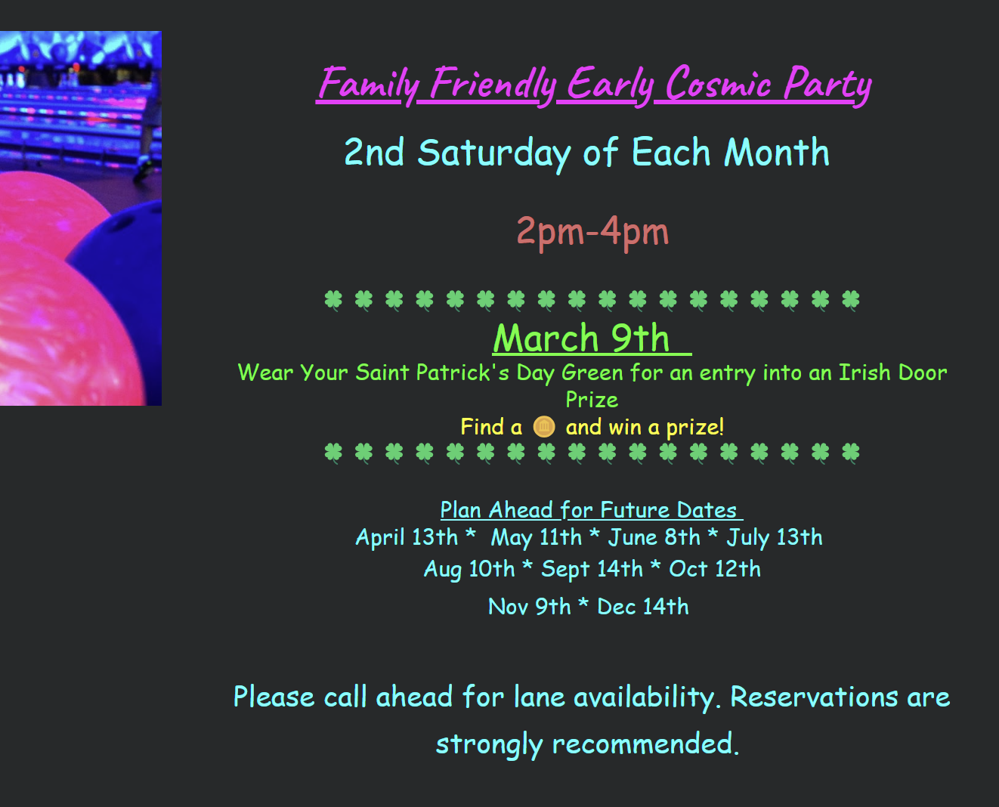 Family Friendly Early Cosmic Party
2nd Saturday of Each Month
2pm-4pm
🍀 🍀 🍀 🍀 🍀 🍀 🍀 🍀 🍀 🍀 🍀 🍀 🍀 🍀 🍀 🍀 🍀 🍀
March 9th
Wear Your Saint Patrick's Day Green for an entry into an Irish Door
Prize
Find a 🪙 and win a prize!
🍀 🍀 🍀 🍀 🍀 🍀 🍀 🍀 🍀 🍀 🍀 🍀 🍀 🍀 🍀 🍀 🍀 🍀
Plan Ahead for Future Dates
April 13th * May 11th * June 8th * July 13th
Aug 10th * Sept 14th * Oct 12th
Nov 9th * Dec 14th
Please call ahead for lane availability. Reservations are
strongly recommended.